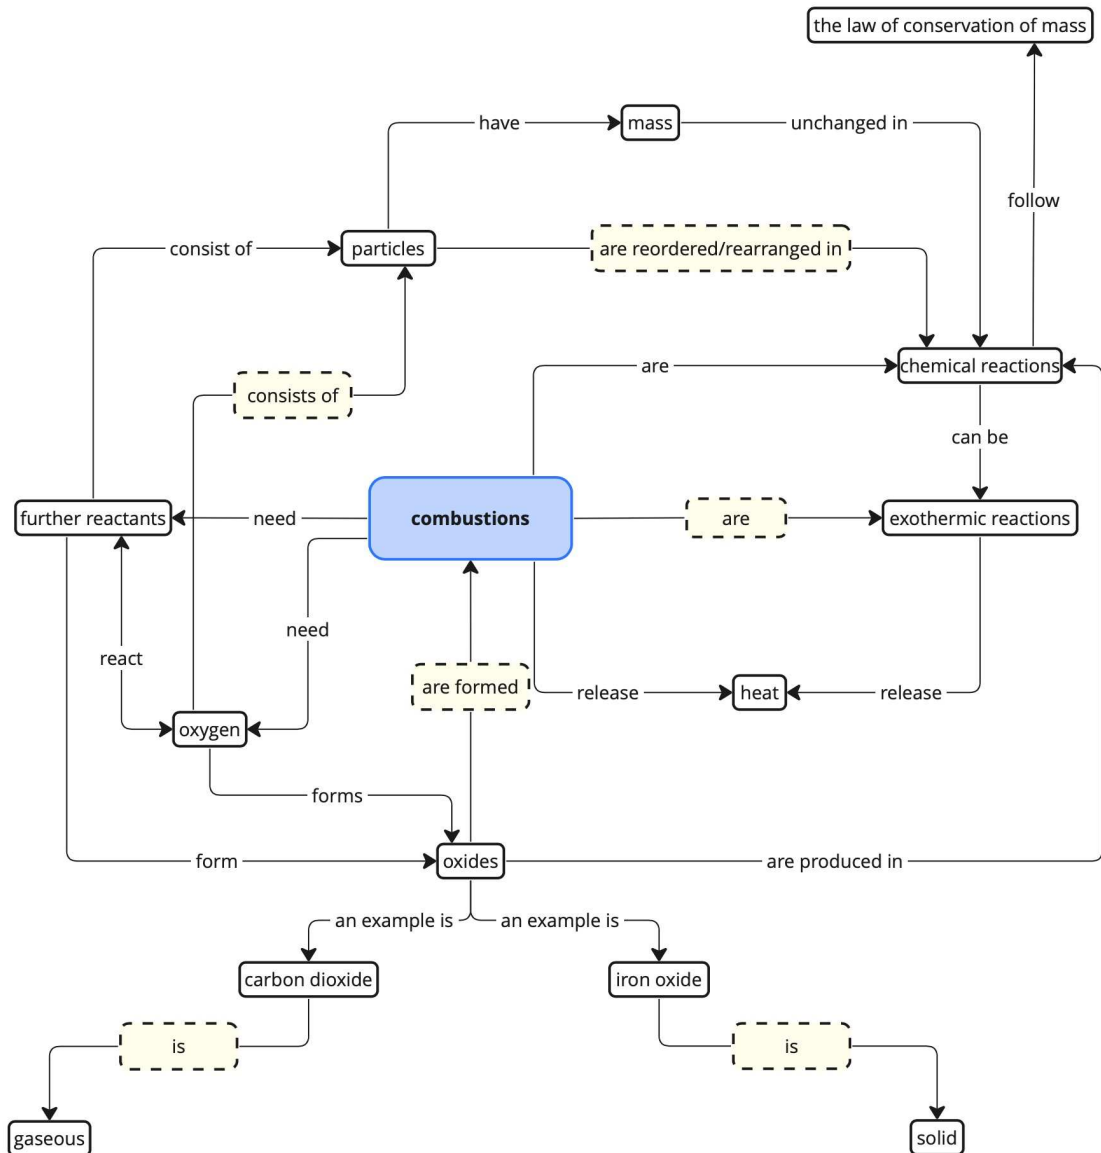 the law of conservation of mass
have
mass
unchanged in
follow
consist of
particles
are reordered/rearranged in
are
chemical reactions
consists of
can be
further reactants
need
combustions
are
exothermic reactions
need
react
are formed
release
heat
release
oxygen
forms
form
oxides
are produced in
an example is
an example is
carbon dioxide
iron oxide
is
is
gaseous
solid